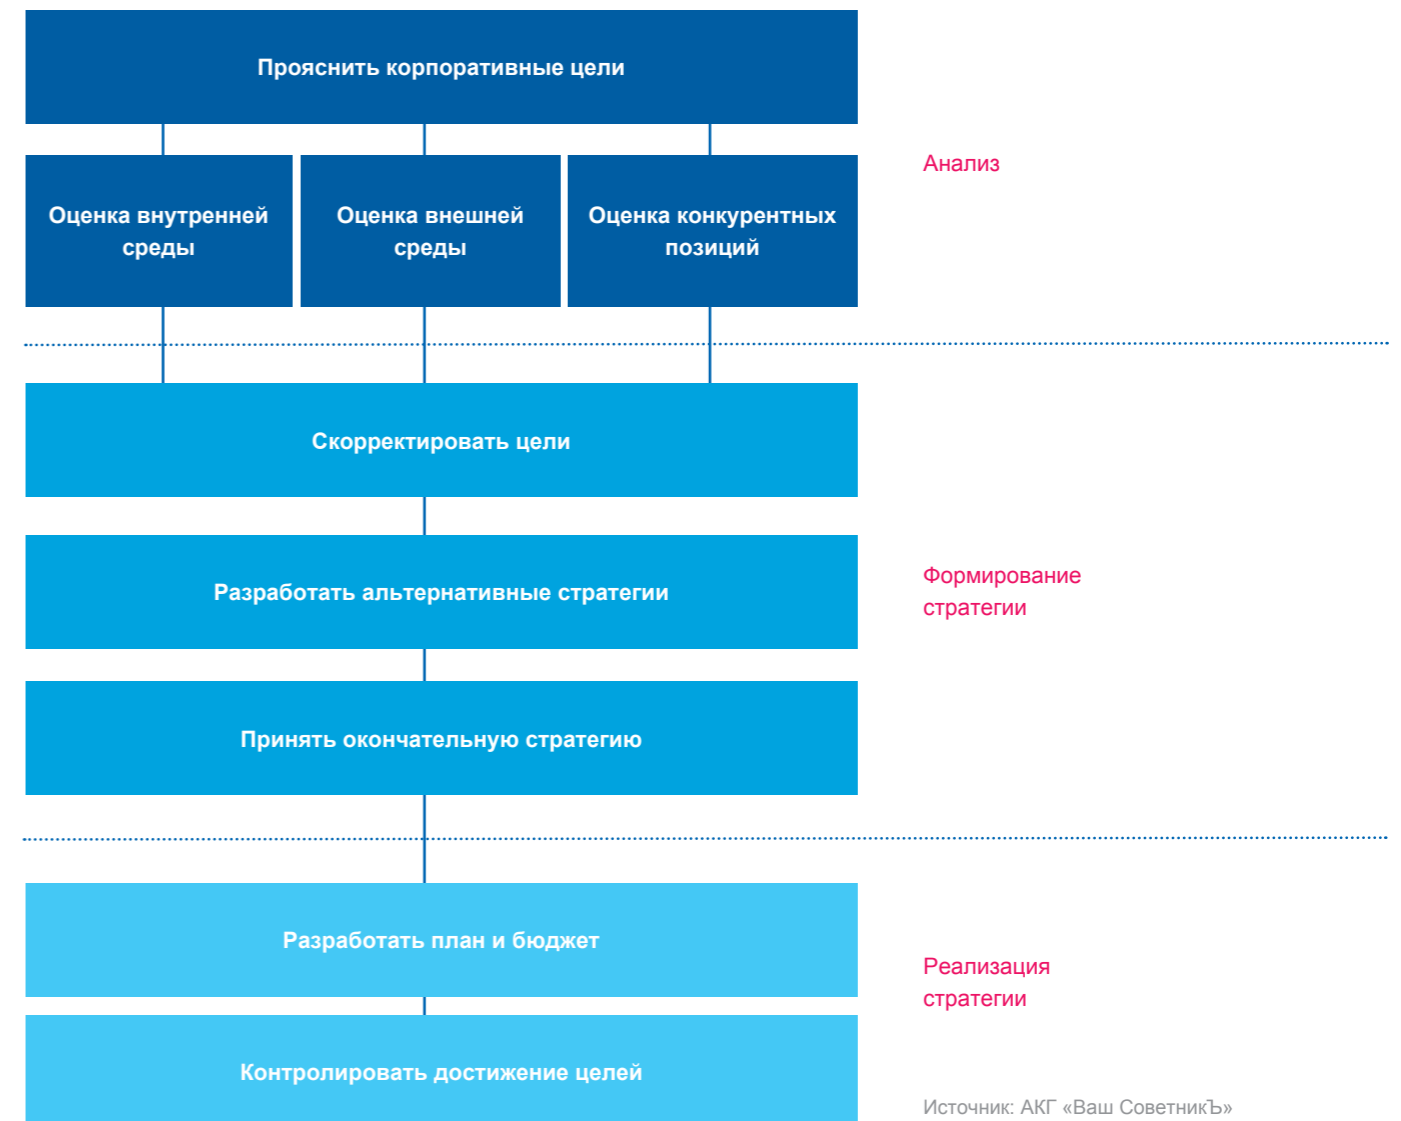 Прояснить корпоративные цели
Анализ
Оценка внутренней
среды
Оценка внешней
среды
Оценка конкурентных
позиций
Скорректировать цели
Разработать альтернативные стратегии
Формирование
стратегии
Принять окончательную стратегию
Разработать план и бюджет
Реализация
стратегии
Контролировать достижение целей
Источник: АКГ «Ваш СоветникЪ»